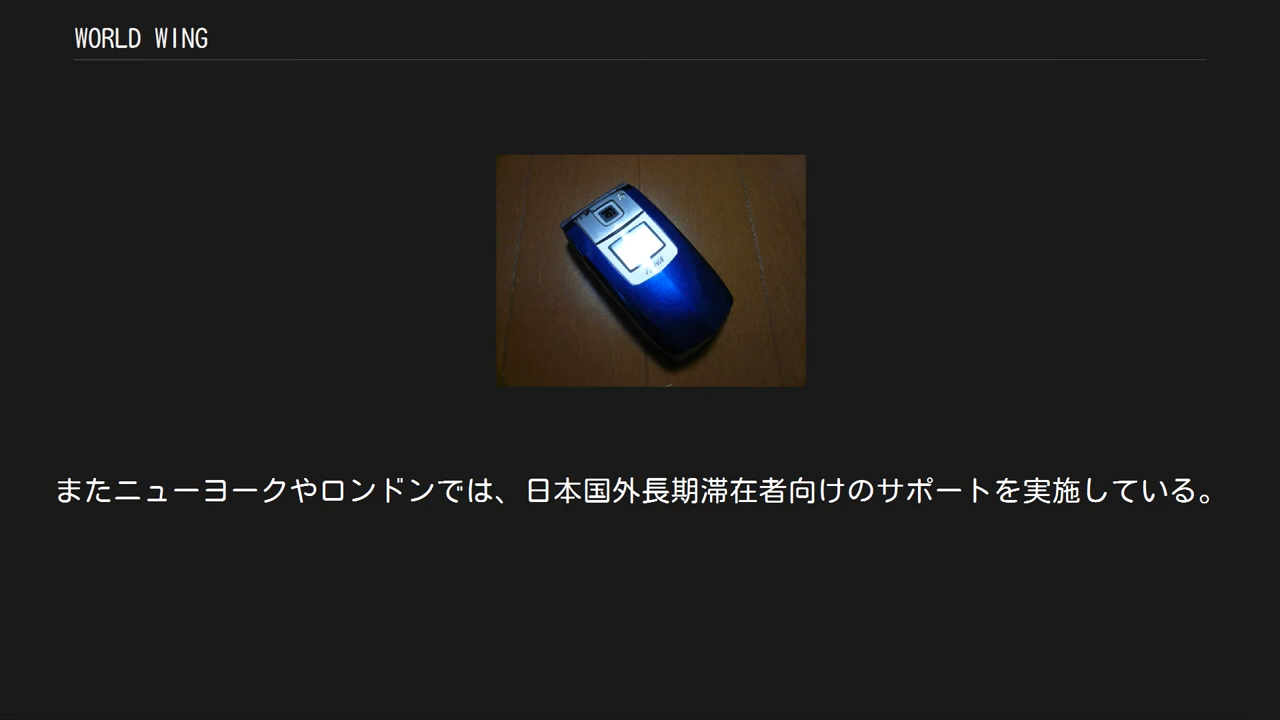 WORLD WING
またニューヨークやロンドンでは、日本国外長期滞在者向けのサポートを実施している。